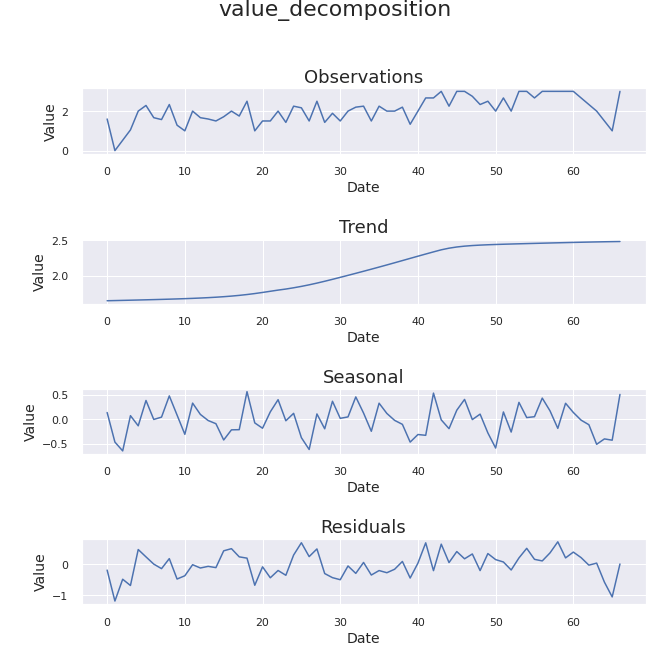 value_decomposition
Observations
Value
2
0
0 10 20 30 40 50 60
Date
Trend
Value
2.5
2.0
0 10 20 30 40 50 60
Date
Seasonal
Value
0.5
0.0
−0.5
0 10 20 30 40 50 60
Date
Residuals
Value
0
−1
0 10 20 30 40 50 60
Date